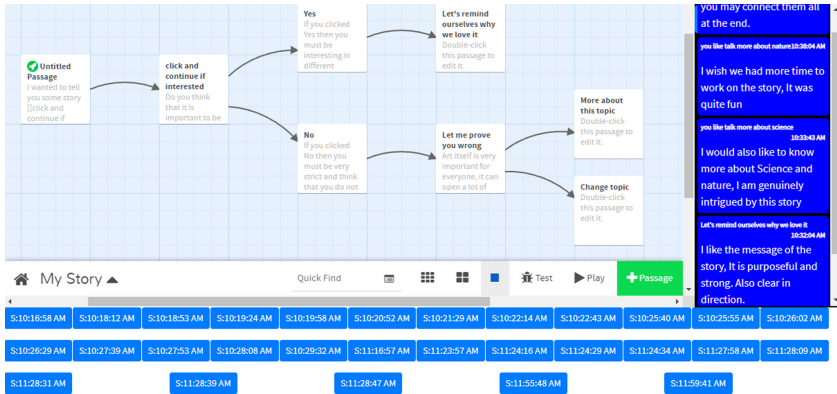 Untitled
Passage
I wanted to tell
you some story
[[click and
continue if
click and
continue if
interested
Do you think
that it is
important to be
Yes
If you clicked
Yes then you
must be
interesting in
different
Let's remind
ourselves why
we love it
Double-click
this passage to
edit it.
No
If you clicked
No then you
must be very
strict and think
that you do not
Let me prove
you wrong
Art itself is very
important for
everyone, it can
open a lot of
More about
this topic
Double-click
this passage to
edit it.
Change topic
Double-click
this passage to
edit it.
My Story
Quick Find
Test
Play
Passage
you may connect them all
at the end.
you like talk more about nature10:38:04 AM
I wish we had more time to
work on the story, It was
quite fun
you like talk more about science
10:33:43 AM
I would also like to know
more about Science and
nature, I am genuinely
intrigued by this story
Let's remind ourselves why we love it
10:32:04 AM
I like the message of the
story, It is purposeful and
strong. Also clear in
direction.
S:10:16:58 AM S:10:18:12 AM S:10:18:53 AM S:10:19:24 AM S:10:19:58 AM S:10:20:52 AM S:10:21:29 AM S:10:22:14 AM S:10:22:43 AM S:10:25:40 AM S:10:25:55 AM S:10:26:02 AM
S:10:26:29 AM S:10:27:39 AM S:10:27:53 AM S:10:28:08 AM S:10:29:32 AM S:11:16:57 AM S:11:23:57 AM S:11:24:16 AM S:11:24:29 AM S:11:24:34 AM S:11:27:58 AM S:11:28:09 AM
S:11:28:31 AM S:11:28:39 AM S:11:28:47 AM S:11:55:48 AM S:11:59:41 AM